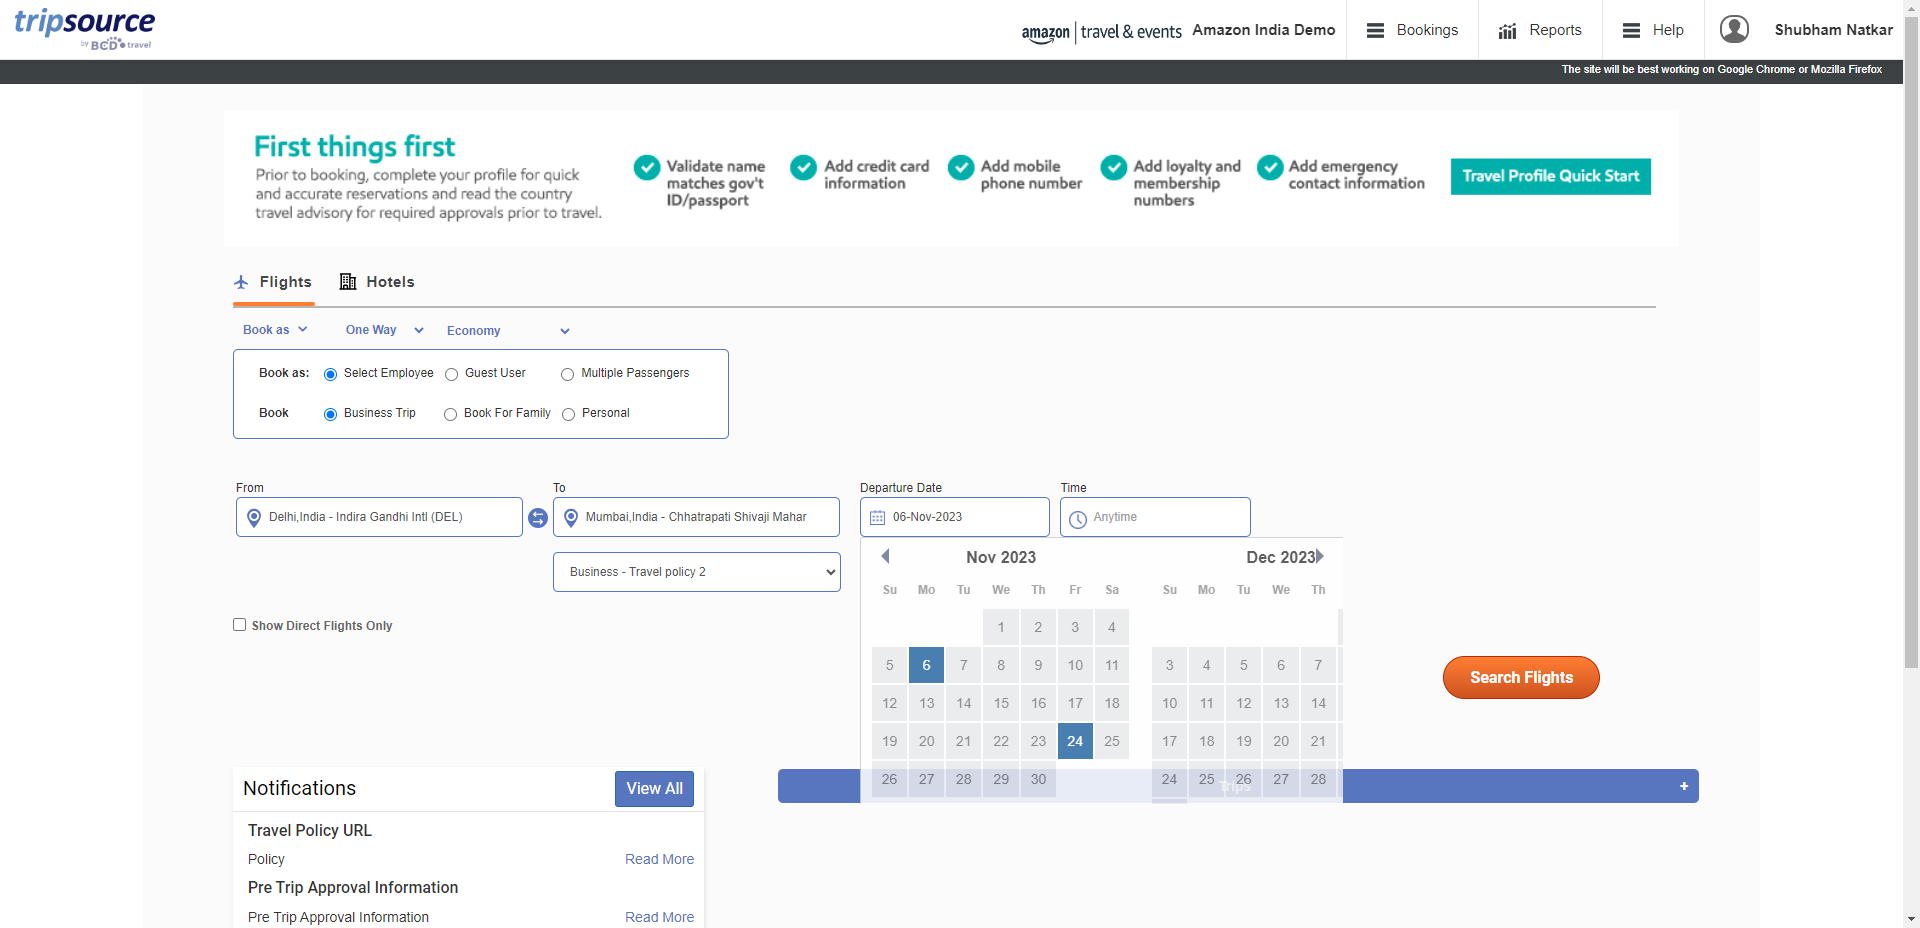 tripsource
by BCD travel
amazon travel & events Amazon India Demo Bookings Reports Help Shubham Natkar
The site will be best working on Google Chrome or Mozilla Firefox
First things first
Prior to booking, complete your profile for quick
and accurate reservations and read the country
travel advisory for required approvals prior to travel.
Validate name
matches gov't
ID/passport
Add credit card
information
Add mobile
phone number
Add loyalty and
membership
numbers
Add emergency
contact information
Travel Profile Quick Start
Flights Hotels
Book as One Way Economy
Book as: Select Employee Guest User Multiple Passengers
Book Business Trip Book For Family Personal
From To Departure Date Time
Delhi,India - Indira Gandhi Intl (DEL) Mumbai,India - Chhatrapati Shivaji Mahar 06-Nov-2023 Anytime
Business - Travel policy 2
Show Direct Flights Only
Nov 2023 Dec 2023
Su Mo Tu We Th Fr Sa Su Mo Tu We Th
1 2 3 4
5 6 7 8 9 10 11 3 4 5 6 7
12 13 14 15 16 17 18 10 11 12 13 14
19 20 21 22 23 24 25 17 18 19 20 21
26 27 28 29 30 24 25 26 27 28
Search Flights
Trips +
Notifications View All
Travel Policy URL
Policy Read More
Pre Trip Approval Information
Pre Trip Approval Information Read More